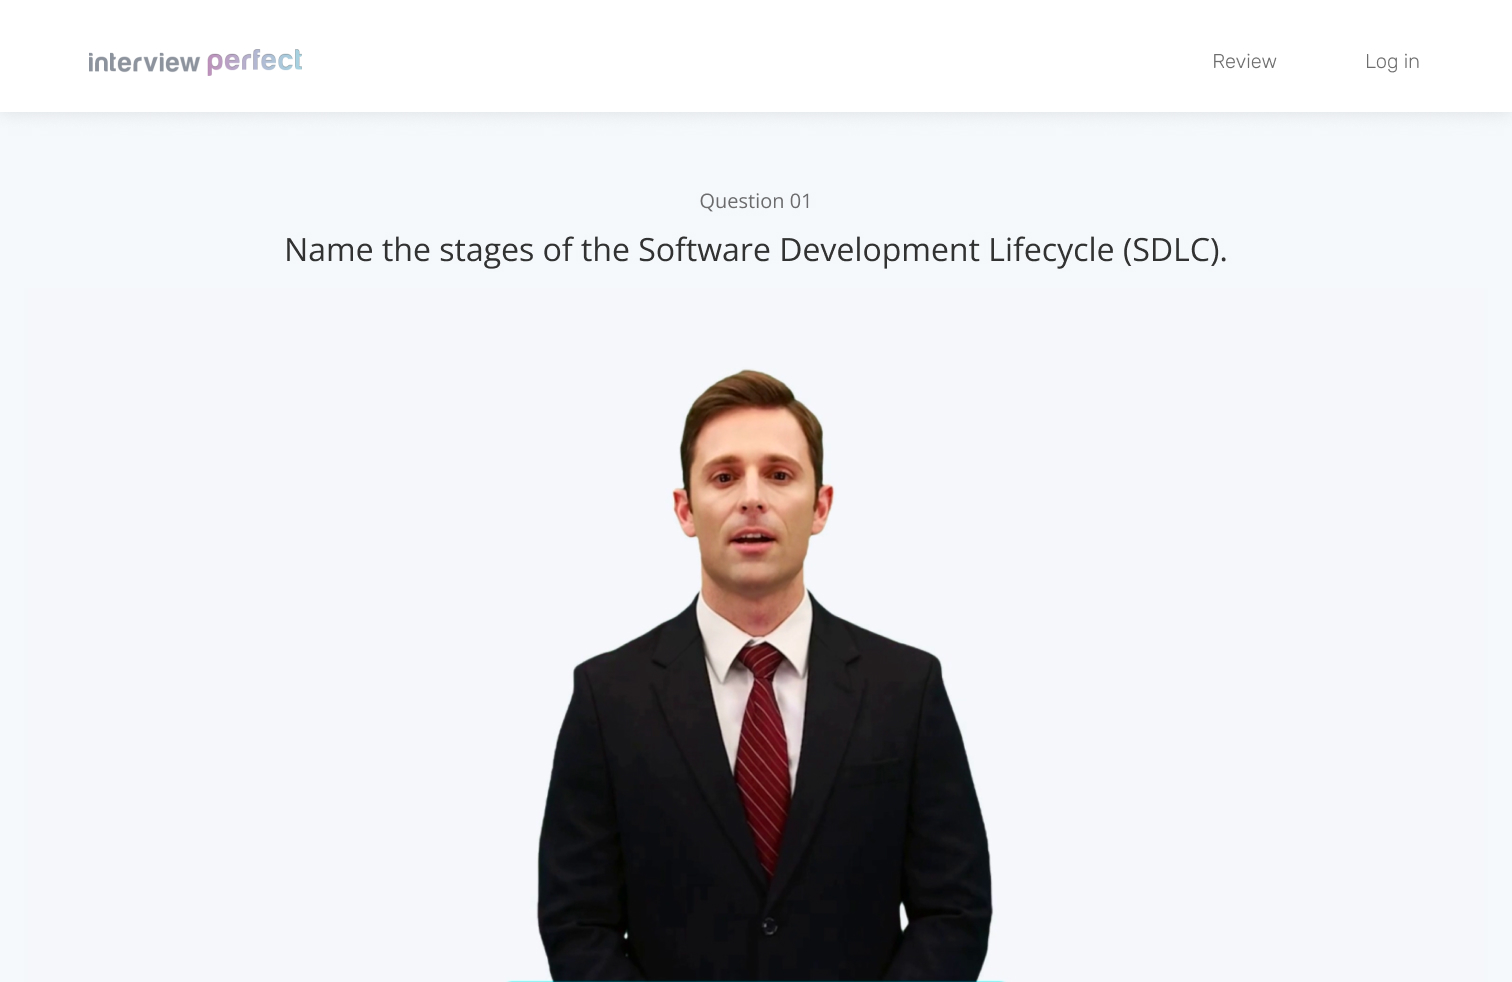 interview perfect
Review
Log in
Question 01
Name the stages of the Software Development Lifecycle (SDLC).